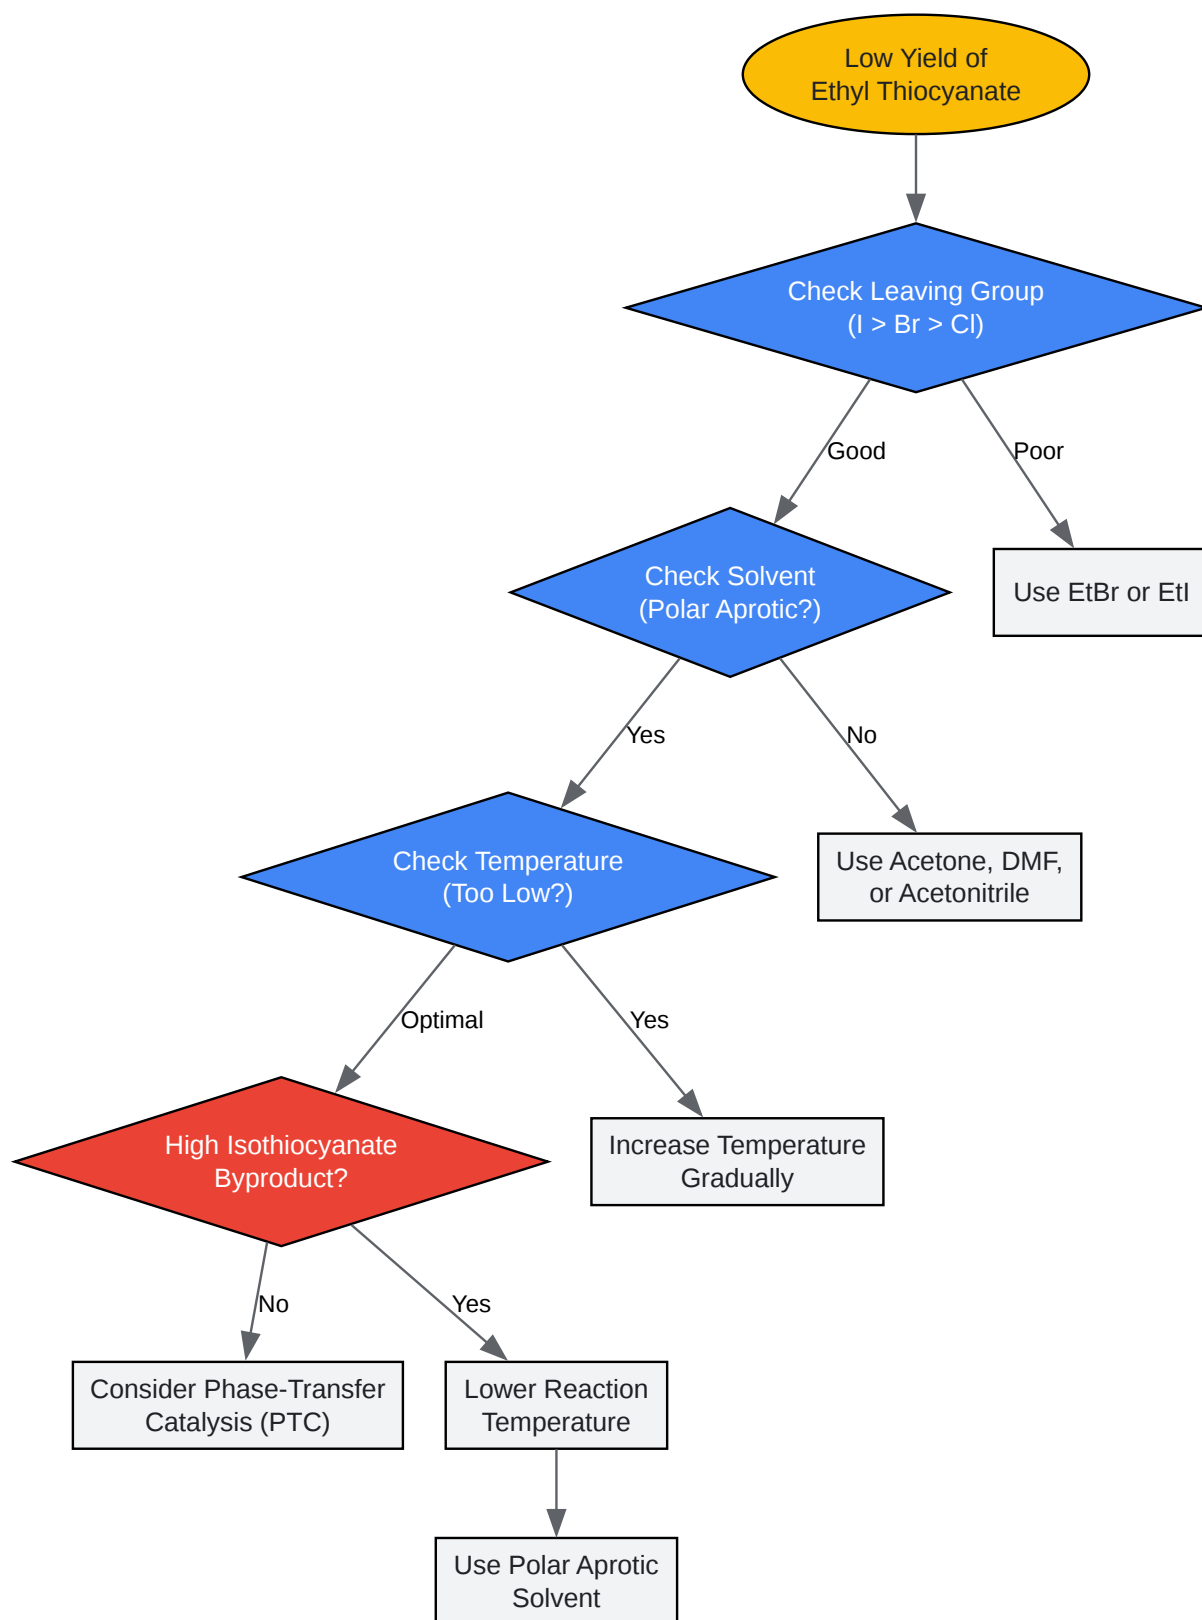 Low Yield of
Ethyl Thiocyanate
Check Leaving Group
(I > Br > Cl)
Good
Poor
Check Solvent
(Polar Aprotic?)
Use EtBr or EtI
Yes
No
Check Temperature
(Too Low?)
Use Acetone, DMF,
or Acetonitrile
Optimal
Yes
High Isothiocyanate
Byproduct?
Increase Temperature
Gradually
No
Yes
Consider Phase-Transfer
Catalysis (PTC)
Lower Reaction
Temperature
Use Polar Aprotic
Solvent